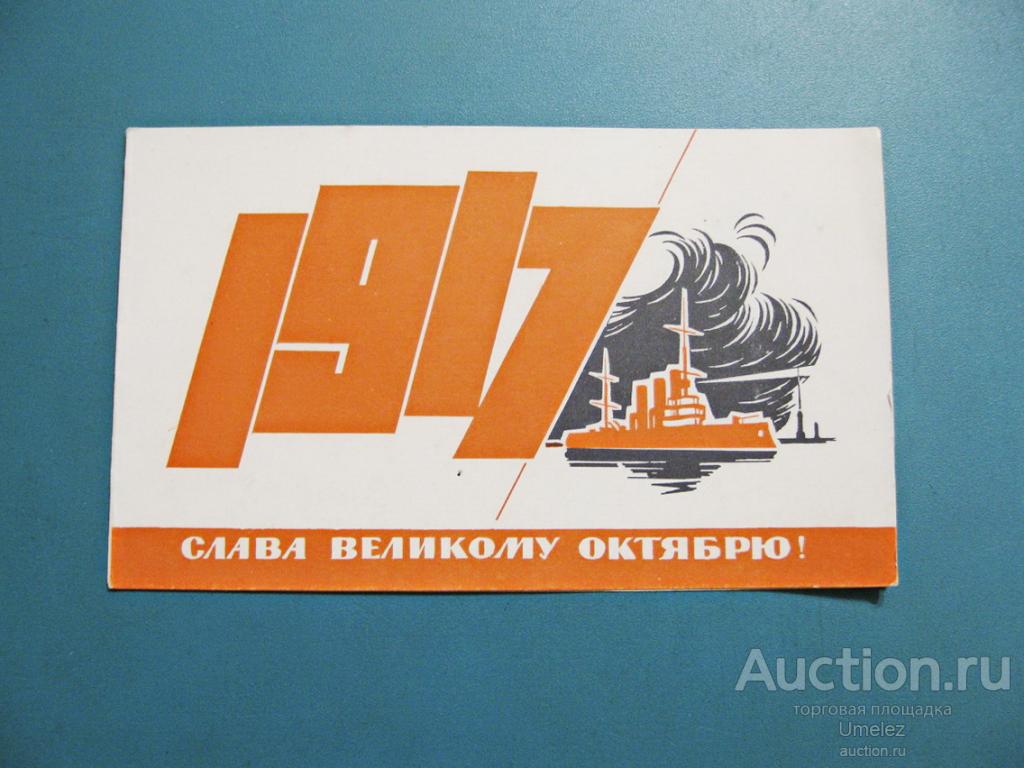 1917
СЛАВА ВЕЛИКОМУ ОКТЯБРЮ!
Auction.ru
торговая площадка
Umelez
auction.ru